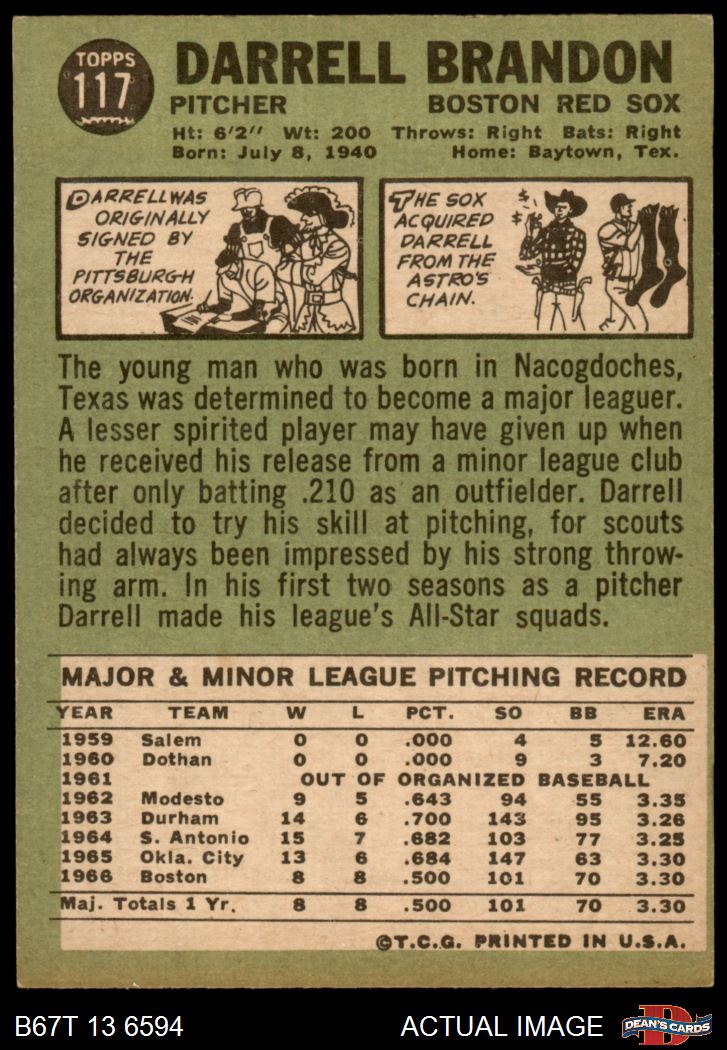 TOPPS
117
DARRELL BRANDON
PITCHER BOSTON RED SOX
Ht: 6'2" Wt: 200 Throws: Right Bats: Right
Born: July 8, 1940 Home: Baytown, Tex.
DARRELL WAS
ORIGINALLY
SIGNED BY
THE
PITTSBURGH
ORGANIZATION.
THE SOX
ACQUIRED
DARRELL
FROM THE
ASTRO'S
CHAIN.
$
$
$
The young man who was born in Nacogdoches,
Texas was determined to become a major leaguer.
A lesser spirited player may have given up when
he received his release from a minor league club
after only batting .210 as an outfielder. Darrell
decided to try his skill at pitching, for scouts
had always been impressed by his strong throw-
ing arm. In his first two seasons as a pitcher
Darrell made his league's All-Star squads.
MAJOR & MINOR LEAGUE PITCHING RECORD
YEAR TEAM W L PCT. SO BB ERA
1959 Salem 0 0 .000 4 5 12.60
1960 Dothan 0 0 .000 9 3 7.20
1961 OUT OF ORGANIZED BASEBALL
1962 Modesto 9 5 .643 94 55 3.35
1963 Durham 14 6 .700 143 95 3.26
1964 S. Antonio 15 7 .682 103 77 3.25
1965 Okla. City 13 6 .684 147 63 3.30
1966 Boston 8 8 .500 101 70 3.30
Maj. Totals 1 Yr. 8 8 .500 101 70 3.30
©T.C.G. PRINTED IN U.S.A.
B67T 13 6594 ACTUAL IMAGE
D
DEAN'S CARDS